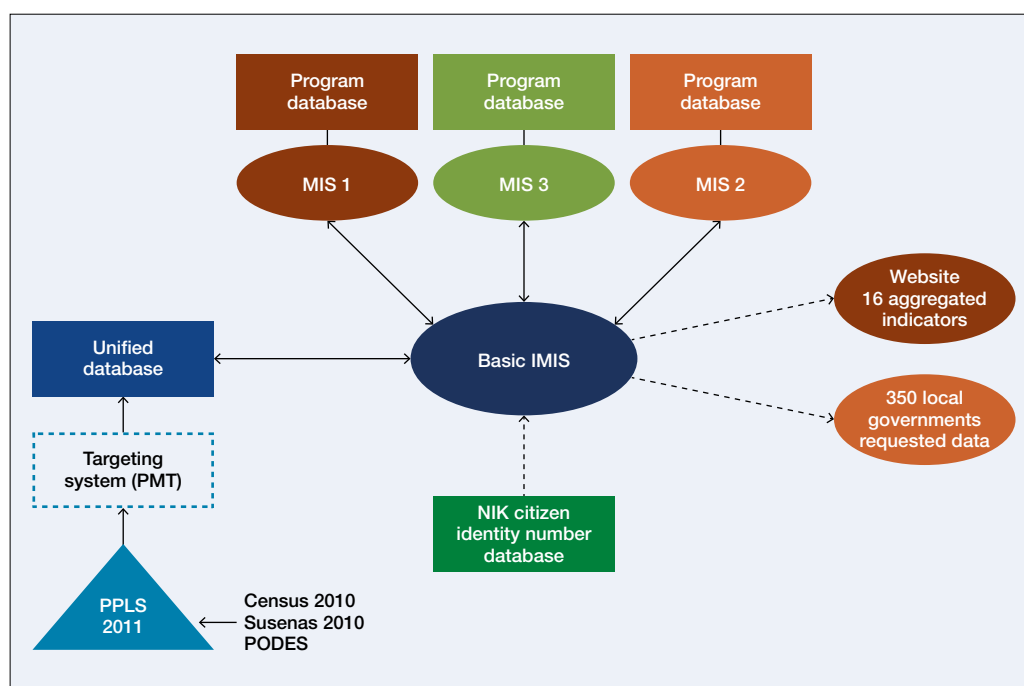 Program
database
Program
database
Program
database
MIS 1
MIS 3
MIS 2
Website
16 aggregated
indicators
Unified
database
Basic IMIS
350 local
governments
requested data
Targeting
system (PMT)
NIK citizen
identity number
database
PPLS
2011
Census 2010
Susenas 2010
PODES